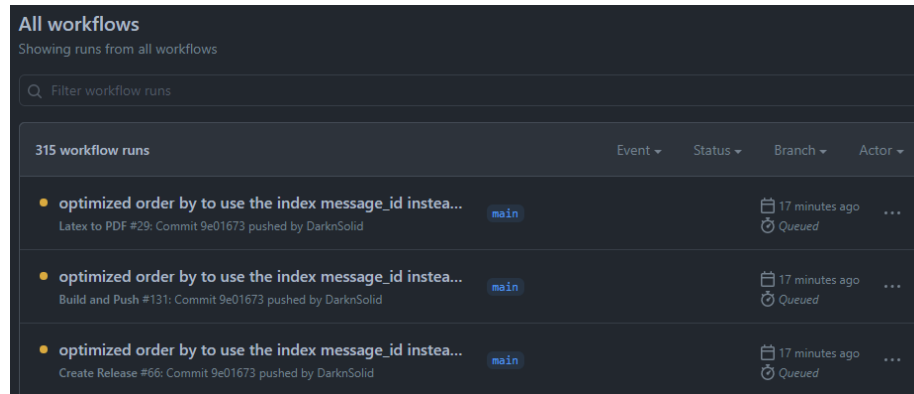 All workflows
Showing runs from all workflows
Filter workflow runs
315 workflow runs Event Status Branch Actor
optimized order by to use the index message_id instea... main 17 minutes ago
Latex to PDF #29: Commit 9e01673 pushed by DarknSolid Queued
optimized order by to use the index message_id instea... main 17 minutes ago
Build and Push #131: Commit 9e01673 pushed by DarknSolid Queued
optimized order by to use the index message_id instea... main 17 minutes ago
Create Release #66: Commit 9e01673 pushed by DarknSolid Queued